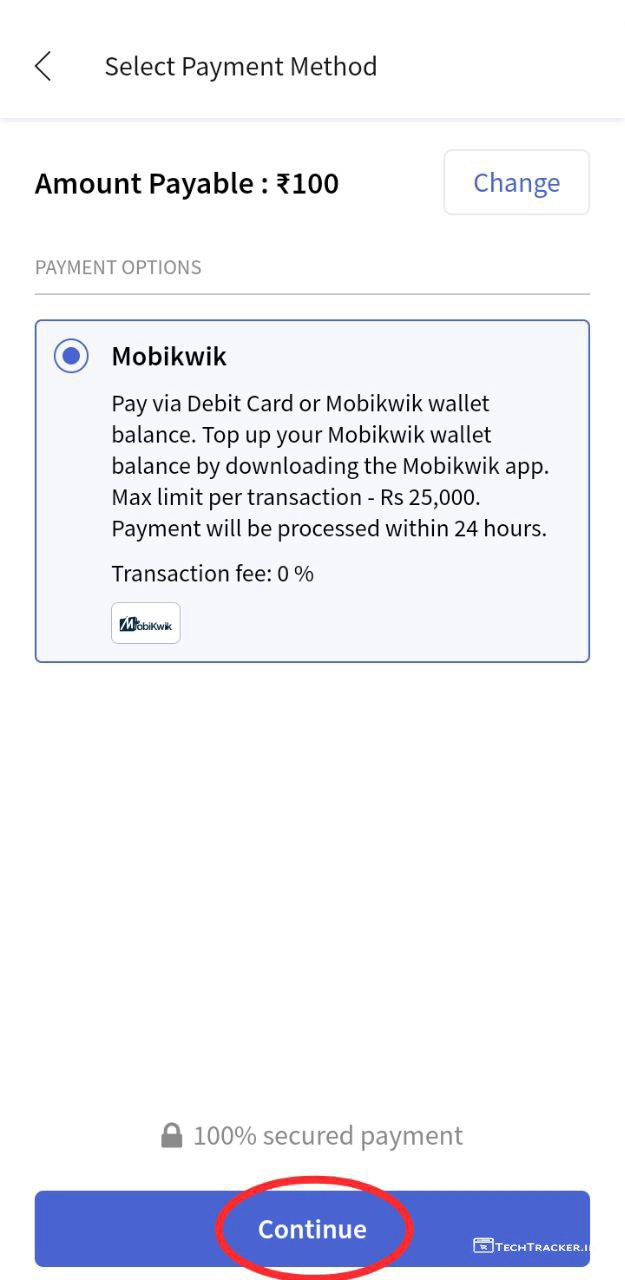 Select Payment Method
Amount Payable : ₹100
Change
PAYMENT OPTIONS
Mobikwik
Pay via Debit Card or Mobikwik wallet
balance. Top up your Mobikwik wallet
balance by downloading the Mobikwik app.
Max limit per transaction - Rs 25,000.
Payment will be processed within 24 hours.
Transaction fee: 0 %
MobiKwik
100% secured payment
Continue